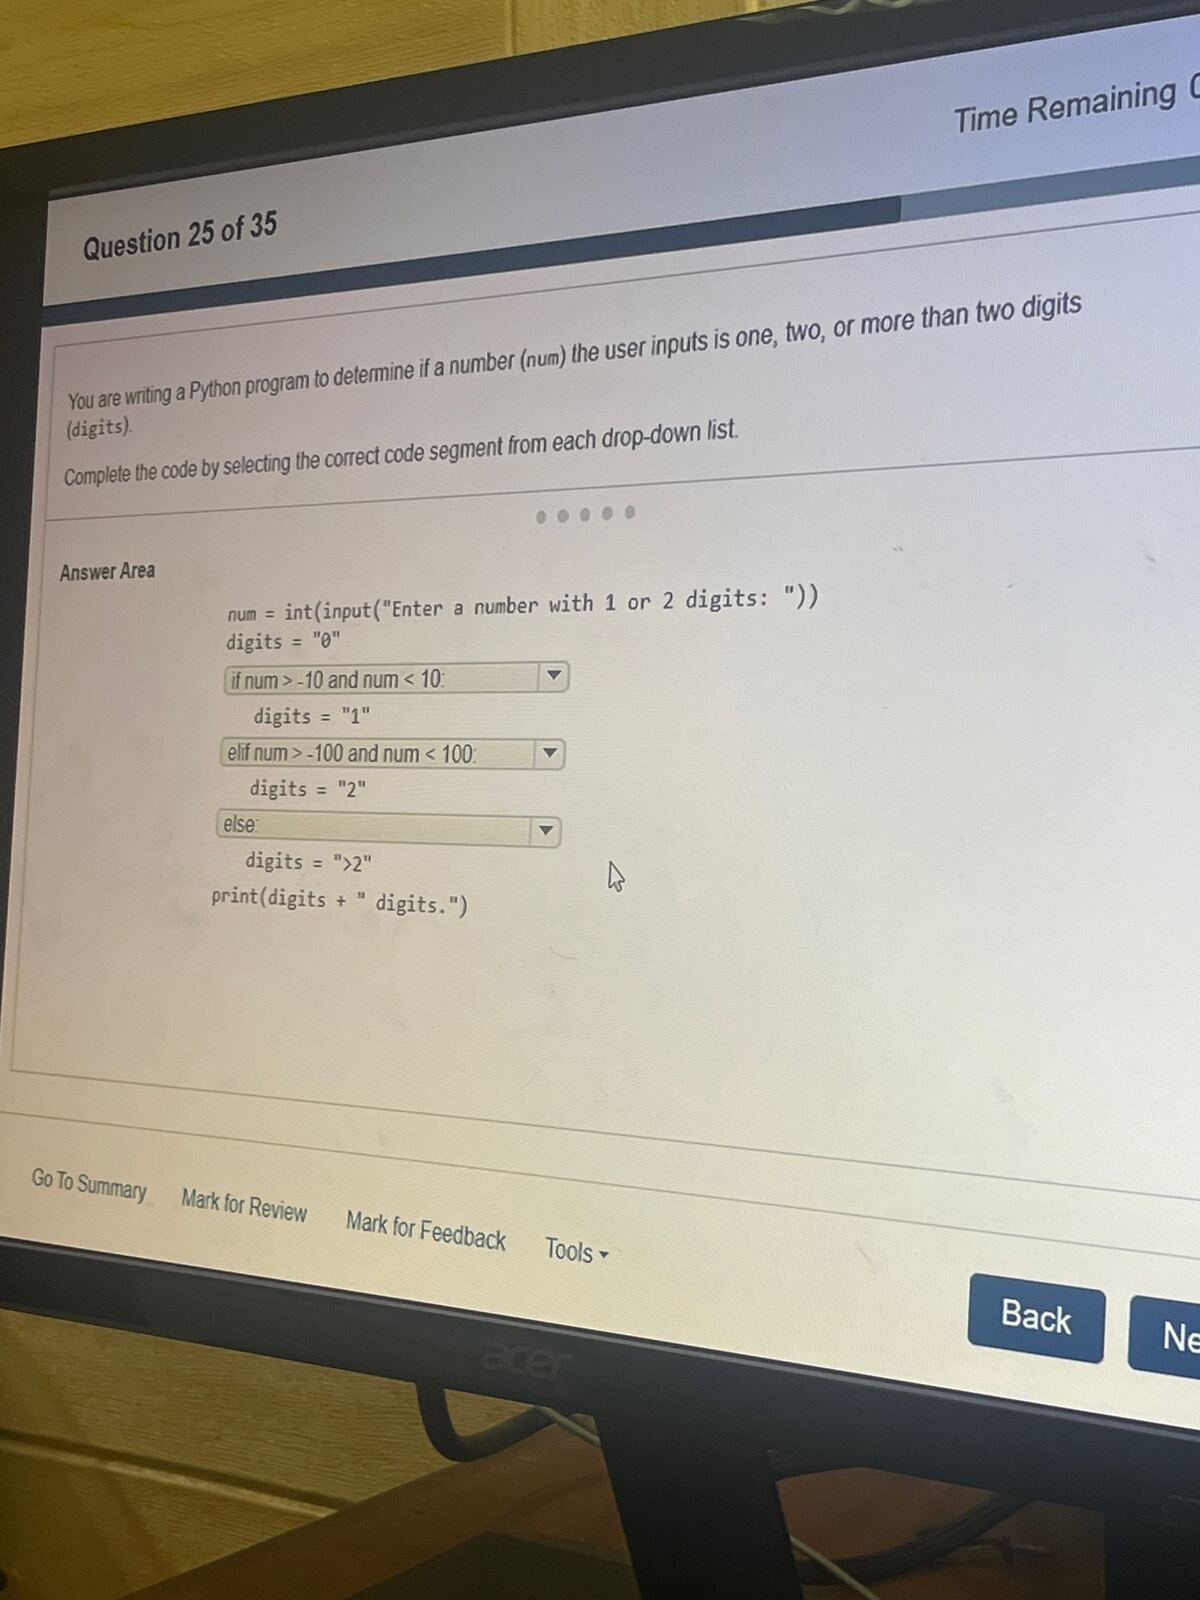 Time Remaining
Question 25 of 35
You are writing a Python program to determine if a number (num) the user inputs is one, two, or more than two digits
(digits).
Complete the code by selecting the correct code segment from each drop-down list.
Answer Area
num = int(input("Enter a number with 1 or 2 digits: "))
digits = "0"
if num > -10 and num < 10:
digits = "1"
elif num > -100 and num < 100:
digits = "2"
else:
digits = ">2"
print(digits + " digits.")
Go To Summary Mark for Review Mark for Feedback Tools
Back Ne
acer